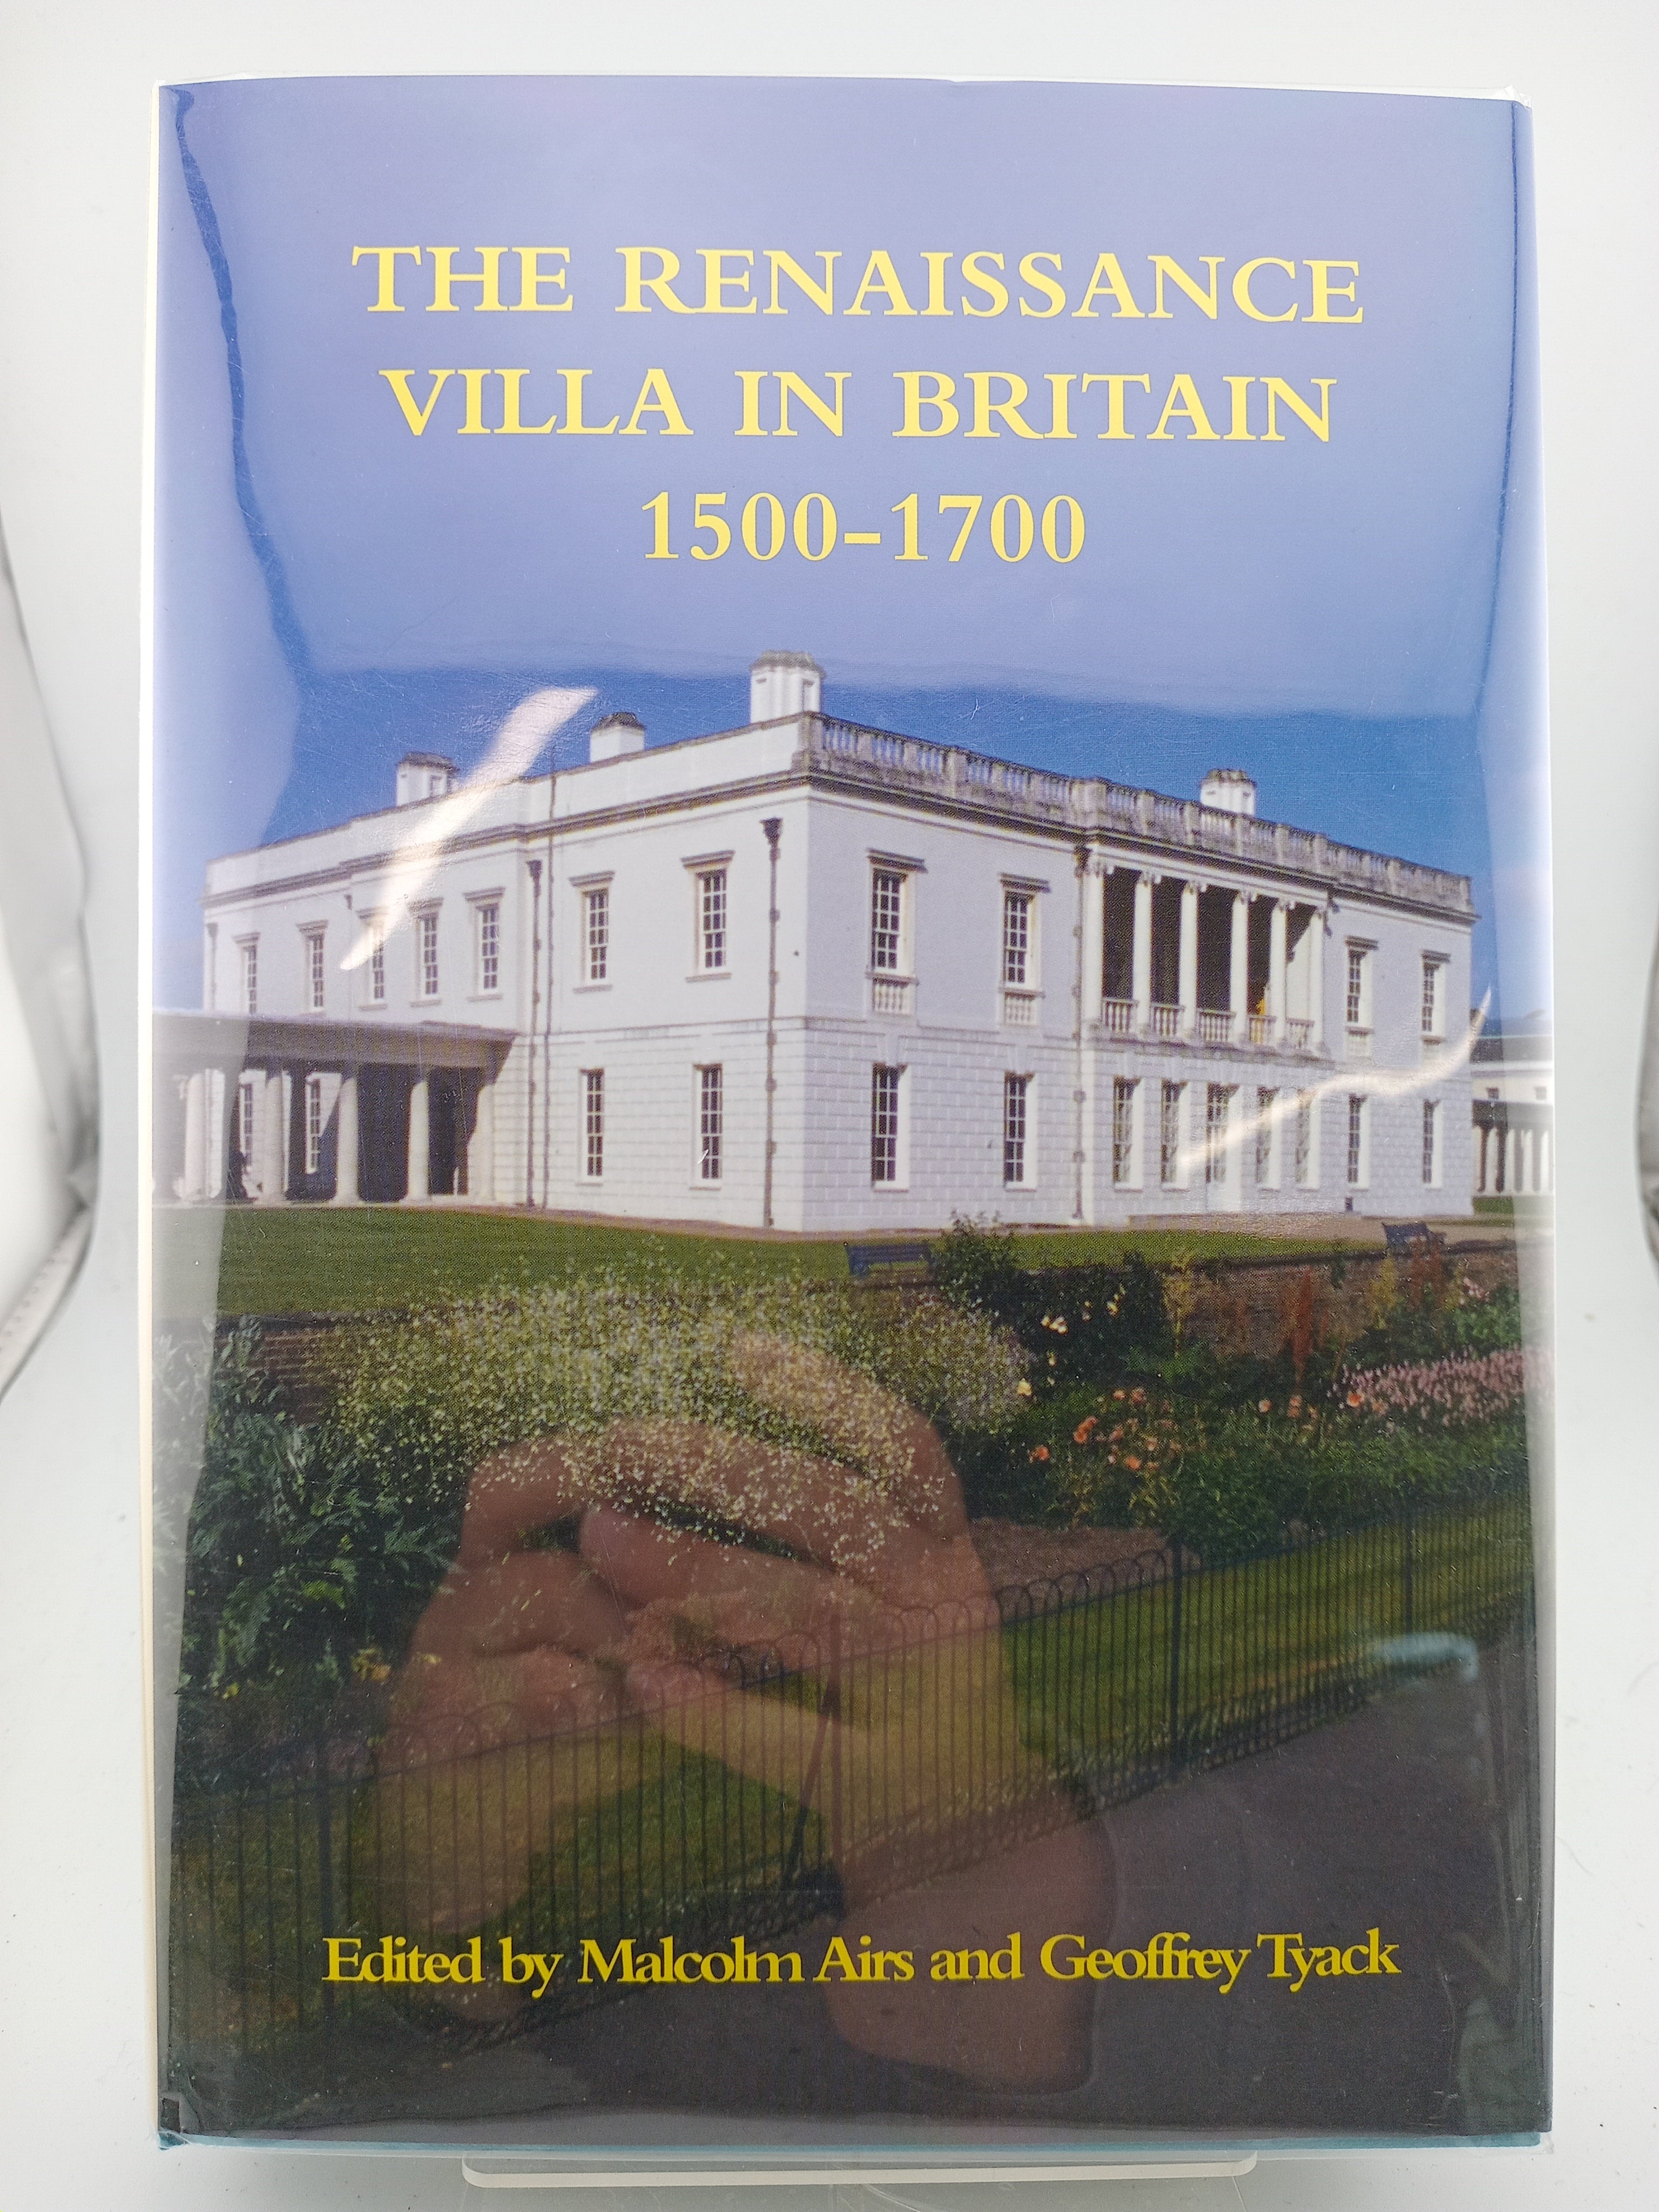 THE RENAISSANCE
VILLA IN BRITAIN
1500–1700
Edited by Malcolm Airs and Geoffrey Tyack